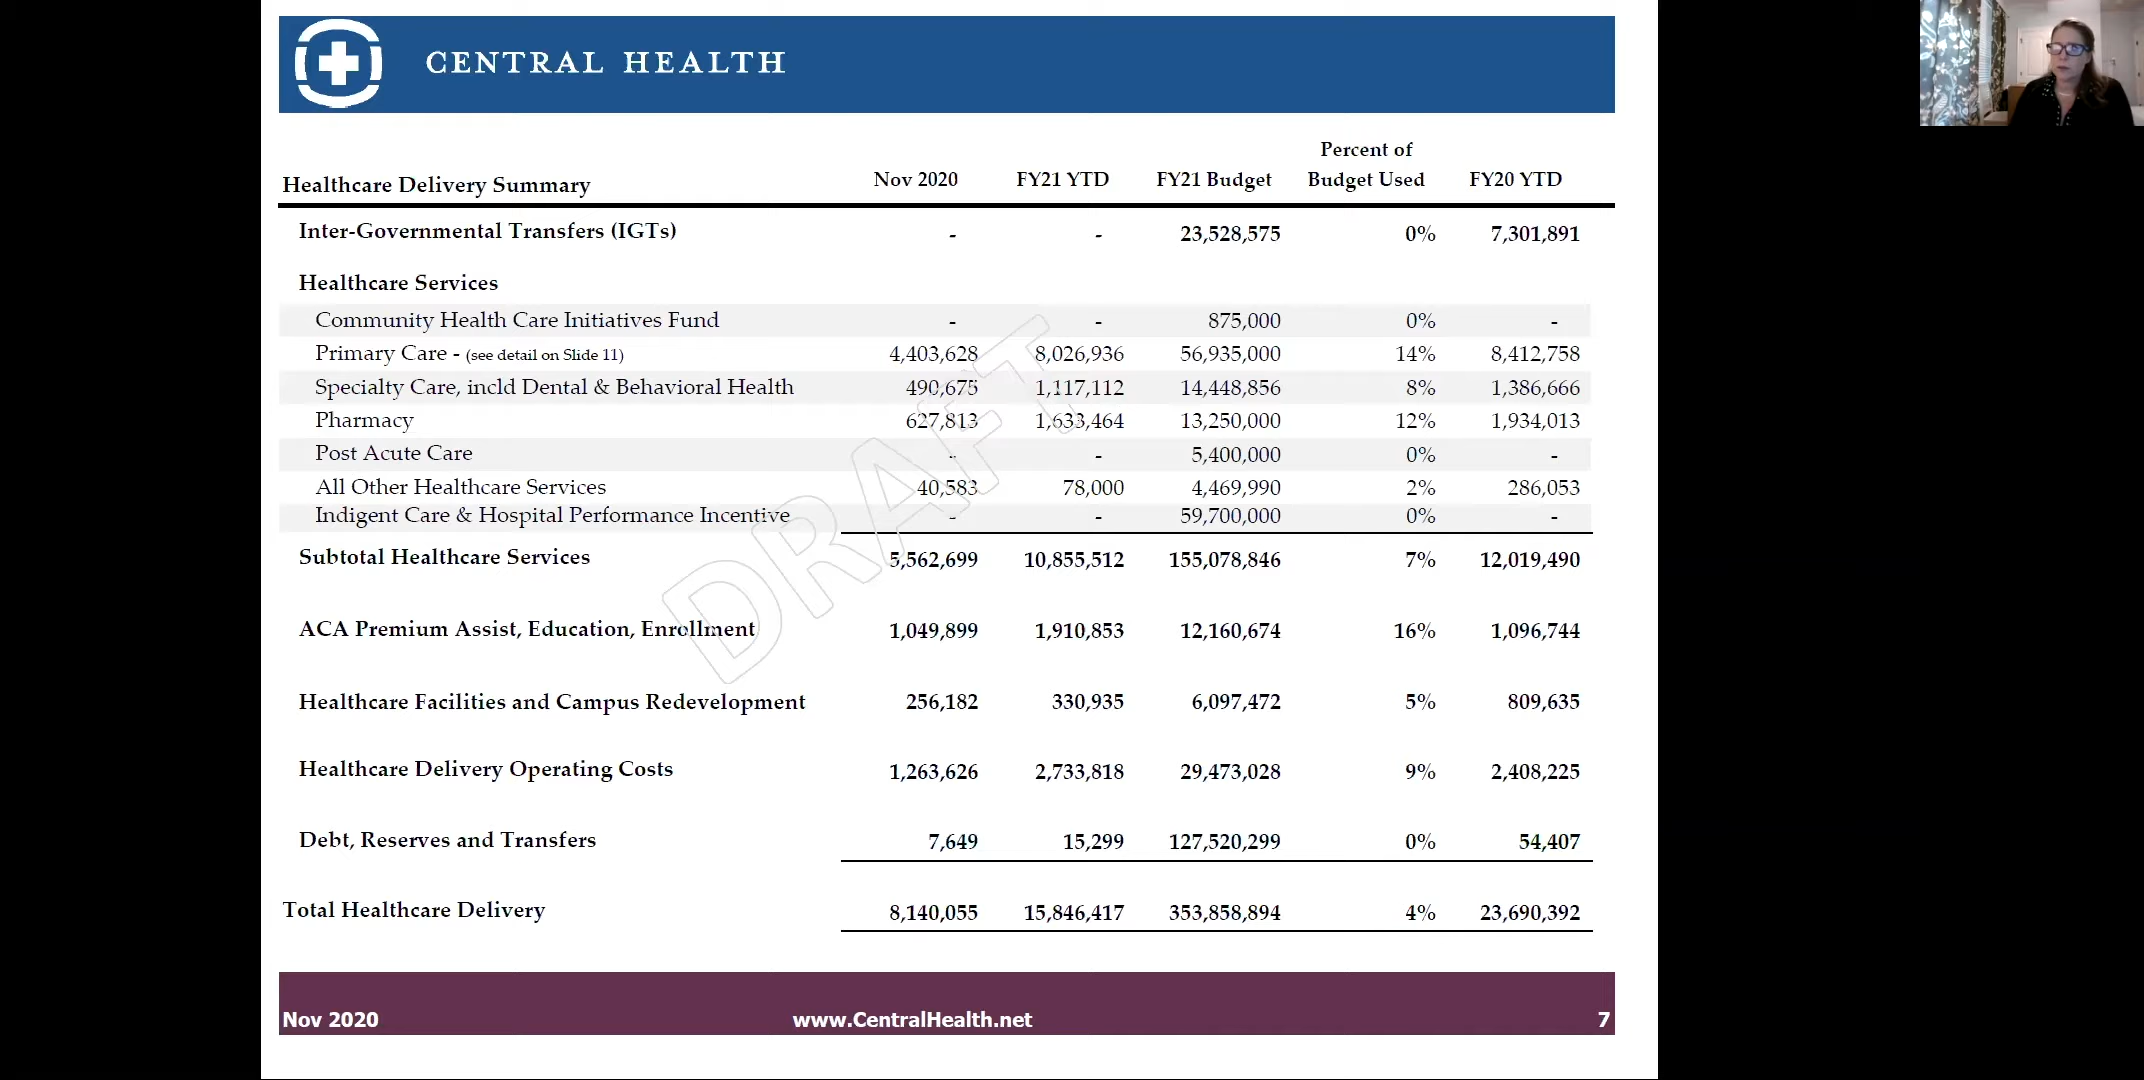 CENTRAL HEALTH
Healthcare Delivery Summary Nov 2020 FY21 YTD FY21 Budget Percent of Budget Used FY20 YTD
Inter-Governmental Transfers (IGTs) - - 23,528,575 0% 7,301,891
Healthcare Services
Community Health Care Initiatives Fund - - 875,000 0% -
Primary Care - (see detail on Slide 11) 4,403,628 8,026,936 56,935,000 14% 8,412,758
Specialty Care, incld Dental & Behavioral Health 490,675 1,117,112 14,448,856 8% 1,386,666
Pharmacy 627,813 1,633,464 13,250,000 12% 1,934,013
Post Acute Care - - 5,400,000 0% -
All Other Healthcare Services 40,583 78,000 4,469,990 2% 286,053
Indigent Care & Hospital Performance Incentive - - 59,700,000 0% -
Subtotal Healthcare Services 5,562,699 10,855,512 155,078,846 7% 12,019,490
ACA Premium Assist, Education, Enrollment 1,049,899 1,910,853 12,160,674 16% 1,096,744
Healthcare Facilities and Campus Redevelopment 256,182 330,935 6,097,472 5% 809,635
Healthcare Delivery Operating Costs 1,263,626 2,733,818 29,473,028 9% 2,408,225
Debt, Reserves and Transfers 7,649 15,299 127,520,299 0% 54,407
Total Healthcare Delivery 8,140,055 15,846,417 353,858,894 4% 23,690,392
DRAFT
Nov 2020 www.CentralHealth.net 7